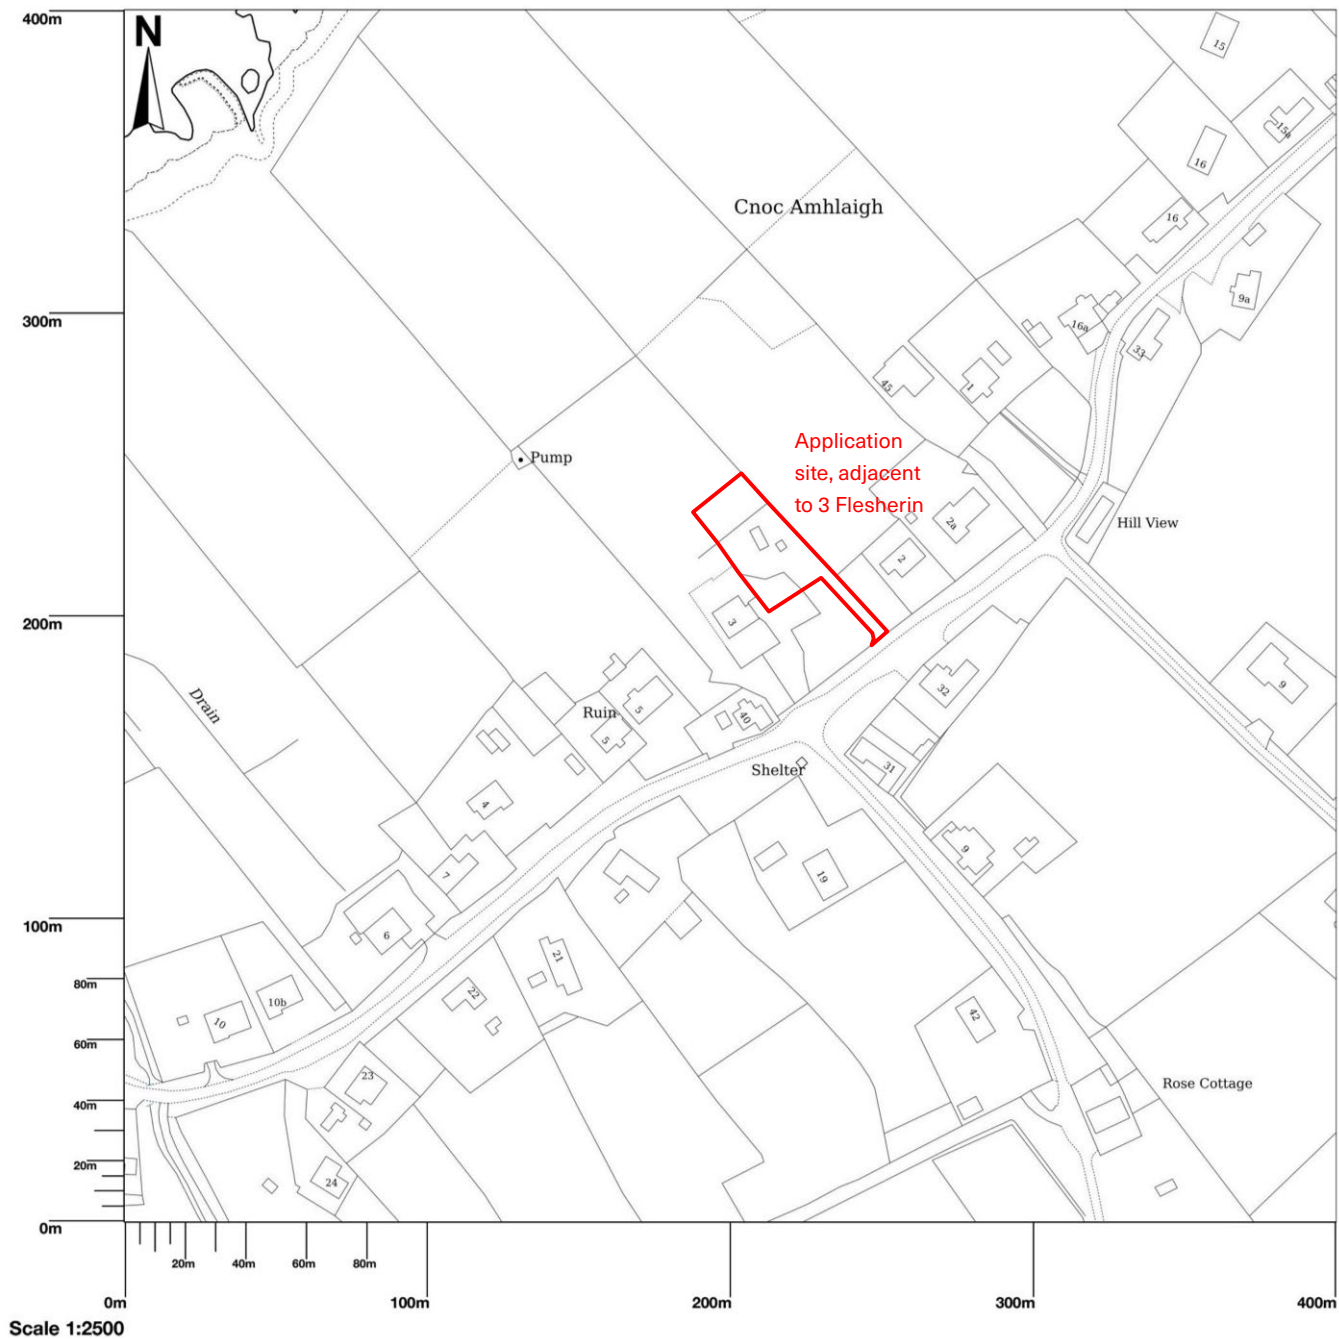 400m
N
15
15a
16
Cnoc Amhlaigh
16
9a
300m
16a
33
45
1
Application
site, adjacent
to 3 Flesherin
Pump
2a
Hill View
2
200m
3
9
32
Drain
5
Ruin
40
5
Shelter
31
4
9
7
19
100m
6
21
80m
22
10b
42
10
60m
23
Rose Cottage
40m
20m
24
0m
20m
40m
60m
80m
0m
100m
200m
300m
400m
Scale 1:2500